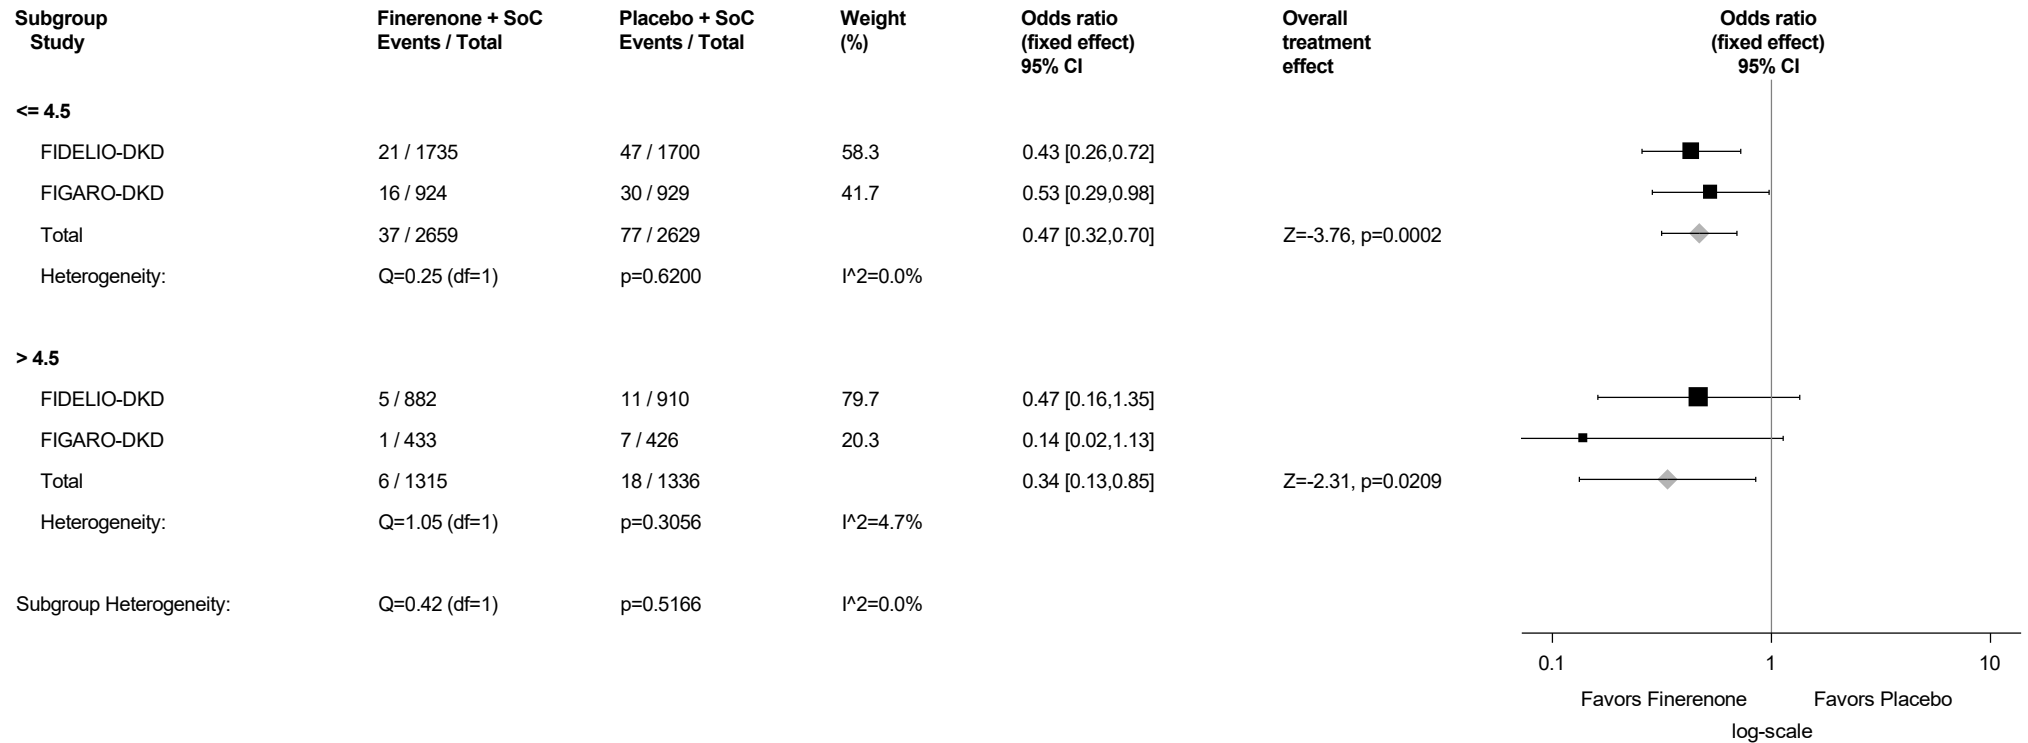 Subgroup Finerenone + SoC Placebo + SoC Weight Odds ratio Overall Odds ratio
Study Events / Total Events / Total (%) (fixed effect) treatment (fixed effect)
95% CI effect 95% CI
<= 4.5
FIDELIO-DKD 21 / 1735 47 / 1700 58.3 0.43 [0.26,0.72]
FIGARO-DKD 16 / 924 30 / 929 41.7 0.53 [0.29,0.98]
Total 37 / 2659 77 / 2629 0.47 [0.32,0.70] Z=-3.76, p=0.0002
Heterogeneity: Q=0.25 (df=1) p=0.6200 I^2=0.0%
> 4.5
FIDELIO-DKD 5 / 882 11 / 910 79.7 0.47 [0.16,1.35]
FIGARO-DKD 1 / 433 7 / 426 20.3 0.14 [0.02,1.13]
Total 6 / 1315 18 / 1336 0.34 [0.13,0.85] Z=-2.31, p=0.0209
Heterogeneity: Q=1.05 (df=1) p=0.3056 I^2=4.7%
Subgroup Heterogeneity: Q=0.42 (df=1) p=0.5166 I^2=0.0%
0.1 1 10
Favors Finerenone Favors Placebo
log-scale